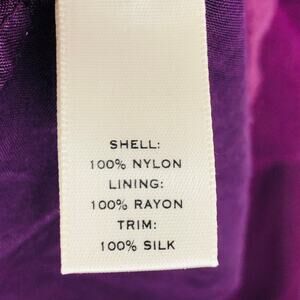 SHELL:
100% NYLON
LINING:
100% RAYON
TRIM:
100% SILK